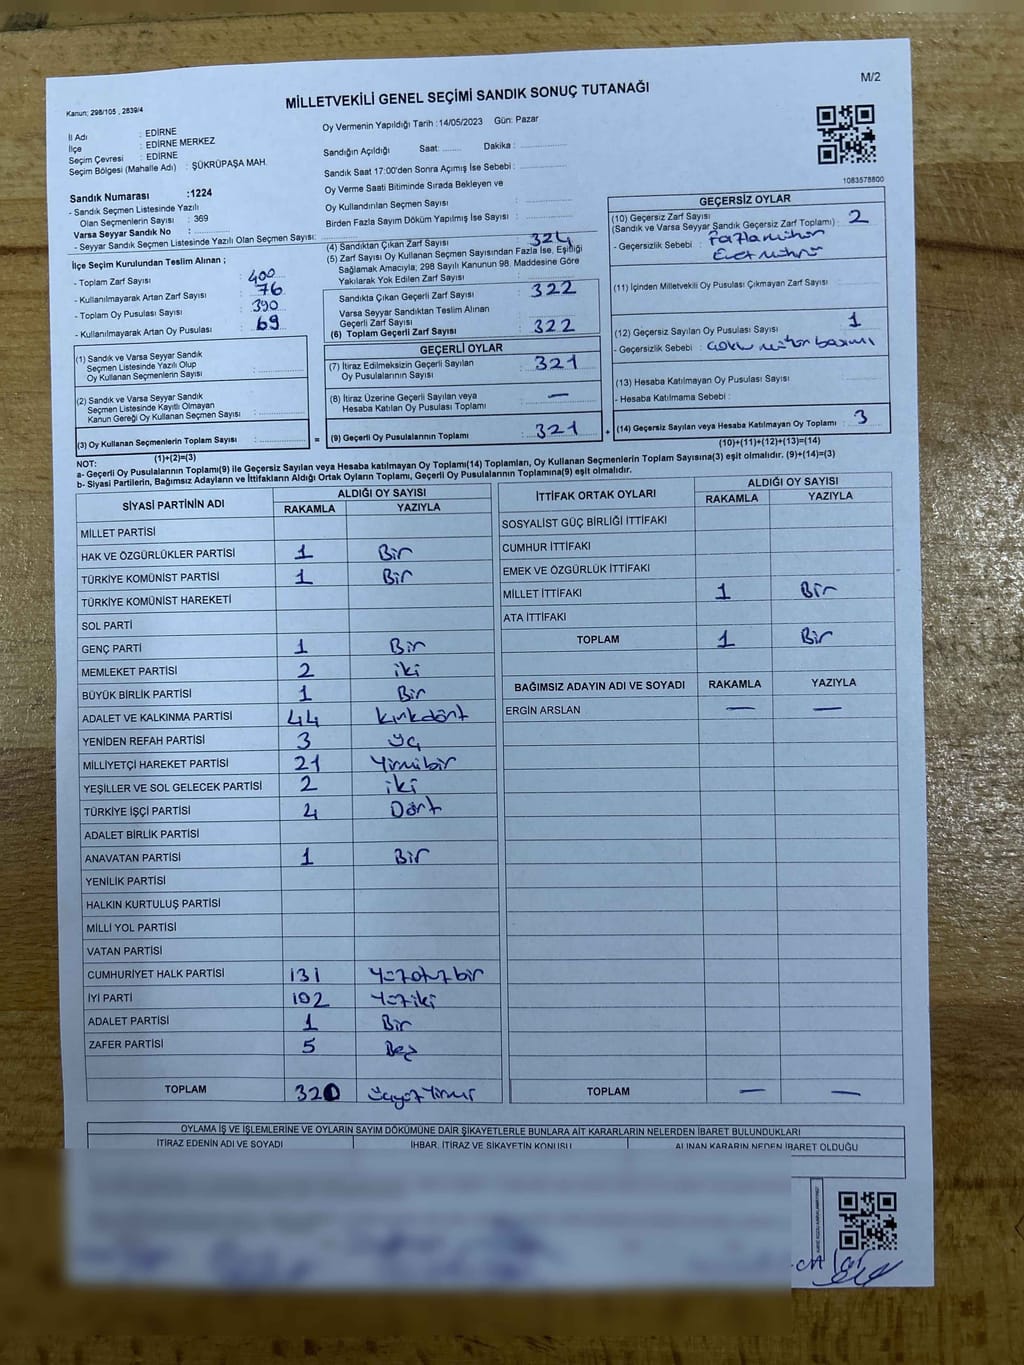 M/2
MİLLETVEKİLİ GENEL SEÇİMİ SANDIK SONUÇ TUTANAĞI
Kanun; 298/105 , 2839/4
İl Adı : EDİRNE
İlçe : EDİRNE MERKEZ
Seçim Çevresi : EDİRNE
Seçim Bölgesi (Mahalle Adı) : ŞÜKRÜPAŞA MAH.
Sandık Numarası :1224
- Sandık Seçmen Listesinde Yazılı
Olan Seçmenlerin Sayısı : 369
Varsa Seyyar Sandık No :
- Seyyar Sandık Seçmen Listesinde Yazılı Olan Seçmen Sayısı:
İlçe Seçim Kurulundan Teslim Alınan ;
- Toplam Zarf Sayısı : 400
- Kullanılmayarak Artan Zarf Sayısı : 76
- Toplam Oy Pusulası Sayısı : 390
- Kullanılmayarak Artan Oy Pusulası : 69
(1) Sandık ve Varsa Seyyar Sandık
Seçmen Listesinde Yazılı Olup
Oy Kullanan Seçmenlerin Sayısı :
(2) Sandık ve Varsa Seyyar Sandık
Seçmen Listesinde Kayıtlı Olmayan
Kanun Gereği Oy Kullanan Seçmen Sayısı :
(3) Oy Kullanan Seçmenlerin Toplam Sayısı :
(1)+(2)=(3)
Oy Vermenin Yapıldığı Tarih :14/05/2023 Gün: Pazar
Sandığın Açıldığı Saat: Dakika :
Sandık Saat 17:00'den Sonra Açımış İse Sebebi :
Oy Verme Saati Bitiminde Sırada Bekleyen ve
Oy Kullandırılan Seçmen Sayısı :
Birden Fazla Sayım Döküm Yapılmış İse Sayısı :
(4) Sandıktan Çıkan Zarf Sayısı : 324
(5) Zarf Sayısı Oy Kullanan Seçmen Sayısından Fazla İse, Eşitliği
Sağlamak Amacıyla; 298 Sayılı Kanunun 98. Maddesine Göre
Yakılarak Yok Edilen Zarf Sayısı :
Sandıkta Çıkan Geçerli Zarf Sayısı : 322
Varsa Seyyar Sandıktan Teslim Alınan
Geçerli Zarf Sayısı :
(6) Toplam Geçerli Zarf Sayısı : 322
GEÇERLİ OYLAR
(7) İtiraz Edilmeksizin Geçerli Sayılan
Oy Pusulalarının Sayısı : 321
(8) İtiraz Üzerine Geçerli Sayılan veya
Hesaba Katılan Oy Pusulası Toplamı : —
= (9) Geçerli Oy Pusulalarının Toplamı : 321 +
1083578800
GEÇERSİZ OYLAR
(10) Geçersiz Zarf Sayısı
(Sandık ve Varsa Seyyar Sandık Geçersiz Zarf Toplamı) : 2
- Geçersizlik Sebebi : Fazla mühür
Evet Mührü
(11) İçinden Milletvekili Oy Pusulası Çıkmayan Zarf Sayısı :
(12) Geçersiz Sayılan Oy Pusulası Sayısı : 1
- Geçersizlik Sebebi : çoklu mühür basımı
(13) Hesaba Katılmayan Oy Pusulası Sayısı :
- Hesaba Katılmama Sebebi :
(14) Geçersiz Sayılan veya Hesaba Katılmayan Oy Toplamı : 3
(10)+(11)+(12)+(13)=(14)
NOT:
a- Geçerli Oy Pusulalarının Toplamı(9) ile Geçersiz Sayılan veya Hesaba katılmayan Oy Toplamı(14) Toplamları, Oy Kullanan Seçmenlerin Toplam Sayısına(3) eşit olmalıdır. (9)+(14)=(3)
b- Siyasi Partilerin, Bağımsız Adayların ve İttifakların Aldığı Ortak Oyların Toplamı, Geçerli Oy Pusulalarının Toplamına(9) eşit olmalıdır.
SİYASİ PARTİNİN ADI ALDIĞI OY SAYISI
RAKAMLA YAZIYLA
MİLLET PARTİSİ
HAK VE ÖZGÜRLÜKLER PARTİSİ 1 Bir
TÜRKİYE KOMÜNİST PARTİSİ 1 Bir
TÜRKİYE KOMÜNİST HAREKETİ
SOL PARTİ
GENÇ PARTİ 1 Bir
MEMLEKET PARTİSİ 2 iki
BÜYÜK BİRLİK PARTİSİ 1 Bir
ADALET VE KALKINMA PARTİSİ 44 kırkdört
YENİDEN REFAH PARTİSİ 3 üç
MİLLİYETÇİ HAREKET PARTİSİ 21 Yirmibir
YEŞİLLER VE SOL GELECEK PARTİSİ 2 iki
TÜRKİYE İŞÇİ PARTİSİ 4 Dört
ADALET BİRLİK PARTİSİ
ANAVATAN PARTİSİ 1 Bir
YENİLİK PARTİSİ
HALKIN KURTULUŞ PARTİSİ
MİLLİ YOL PARTİSİ
VATAN PARTİSİ
CUMHURİYET HALK PARTİSİ 131 Yüzotuzbir
İYİ PARTİ 102 Yüziki
ADALET PARTİSİ 1 Bir
ZAFER PARTİSİ 5 Beş
TOPLAM 320 üçyüzyirmi
İTTİFAK ORTAK OYLARI ALDIĞI OY SAYISI
RAKAMLA YAZIYLA
SOSYALİST GÜÇ BİRLİĞİ İTTİFAKI
CUMHUR İTTİFAKI
EMEK VE ÖZGÜRLÜK İTTİFAKI
MİLLET İTTİFAKI 1 Bir
ATA İTTİFAKI
TOPLAM 1 Bir
BAĞIMSIZ ADAYIN ADI VE SOYADI RAKAMLA YAZIYLA
ERGİN ARSLAN — —
TOPLAM — —
OYLAMA İŞ VE İŞLEMLERİNE VE OYLARIN SAYIM DÖKÜMÜNE DAİR ŞİKAYETLERLE BUNLARA AİT KARARLARIN NELERDEN İBARET BULUNDUKLARI
İTİRAZ EDENİN ADI VE SOYADI İHBAR, İTİRAZ VE ŞİKAYETİN KONUSU ALINAN KARARIN NEDEN İBARET OLDUĞU